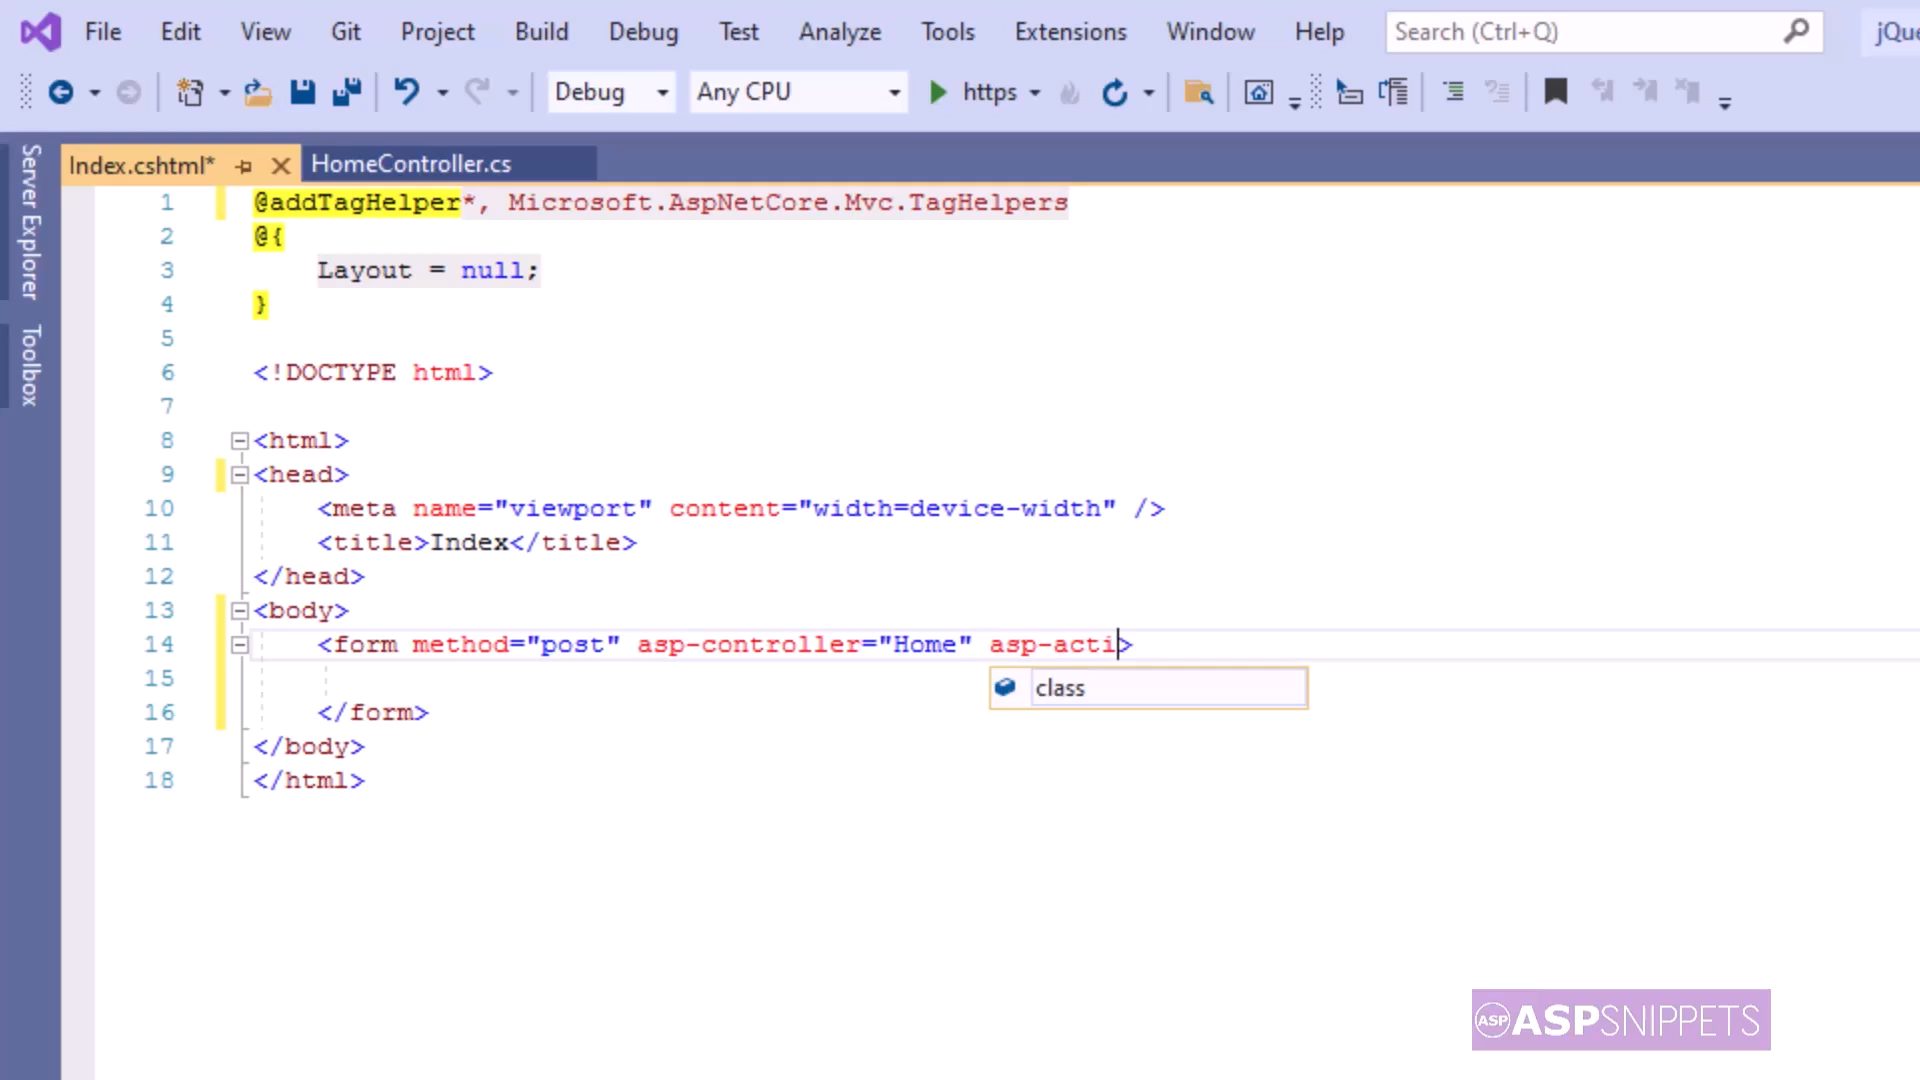 File Edit View Git Project Build Debug Test Analyze Tools Extensions Window Help Search (Ctrl+Q) jQue
Debug Any CPU https
Server Explorer
Toolbox
Index.cshtml* HomeController.cs
1 @addTagHelper*, Microsoft.AspNetCore.Mvc.TagHelpers
2 @{
3 Layout = null;
4 }
5
6 <!DOCTYPE html>
7
8 <html>
9 <head>
10 <meta name="viewport" content="width=device-width" />
11 <title>Index</title>
12 </head>
13 <body>
14 <form method="post" asp-controller="Home" asp-acti>
class
15
16 </form>
17 </body>
18 </html>
ASP ASPSNIPPETS